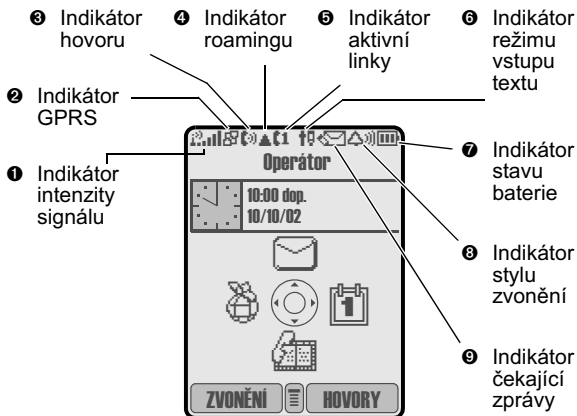 ❸ Indikátor
hovoru
❹ Indikátor
roamingu
❺ Indikátor
aktivní
linky
❻ Indikátor
režimu
vstupu
textu
❷ Indikátor
GPRS
❶ Indikátor
intenzity
signálu
1
Operátor
10:00 dop.
10/10/02
1
ZVONĚNÍ
HOVORY
❼ Indikátor
stavu
baterie
❽ Indikátor
stylu
zvonění
❾ Indikátor
čekající
zprávy